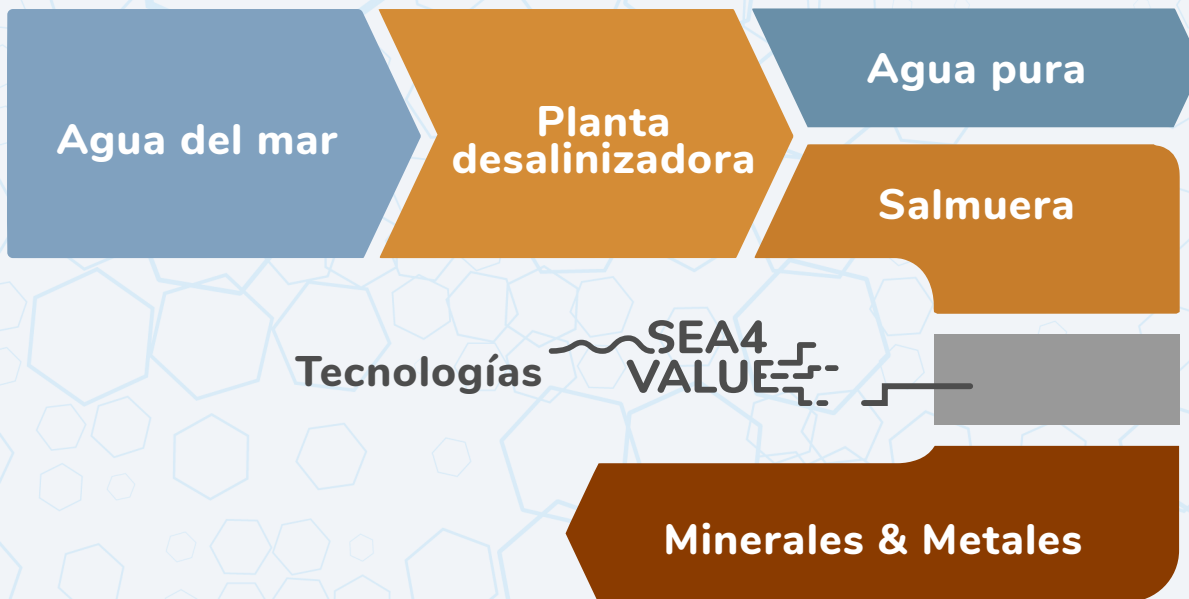 Agua del mar
Planta
desalinizadora
Agua pura
Salmuera
Tecnologías
SEA4
VALUE
Minerales & Metales